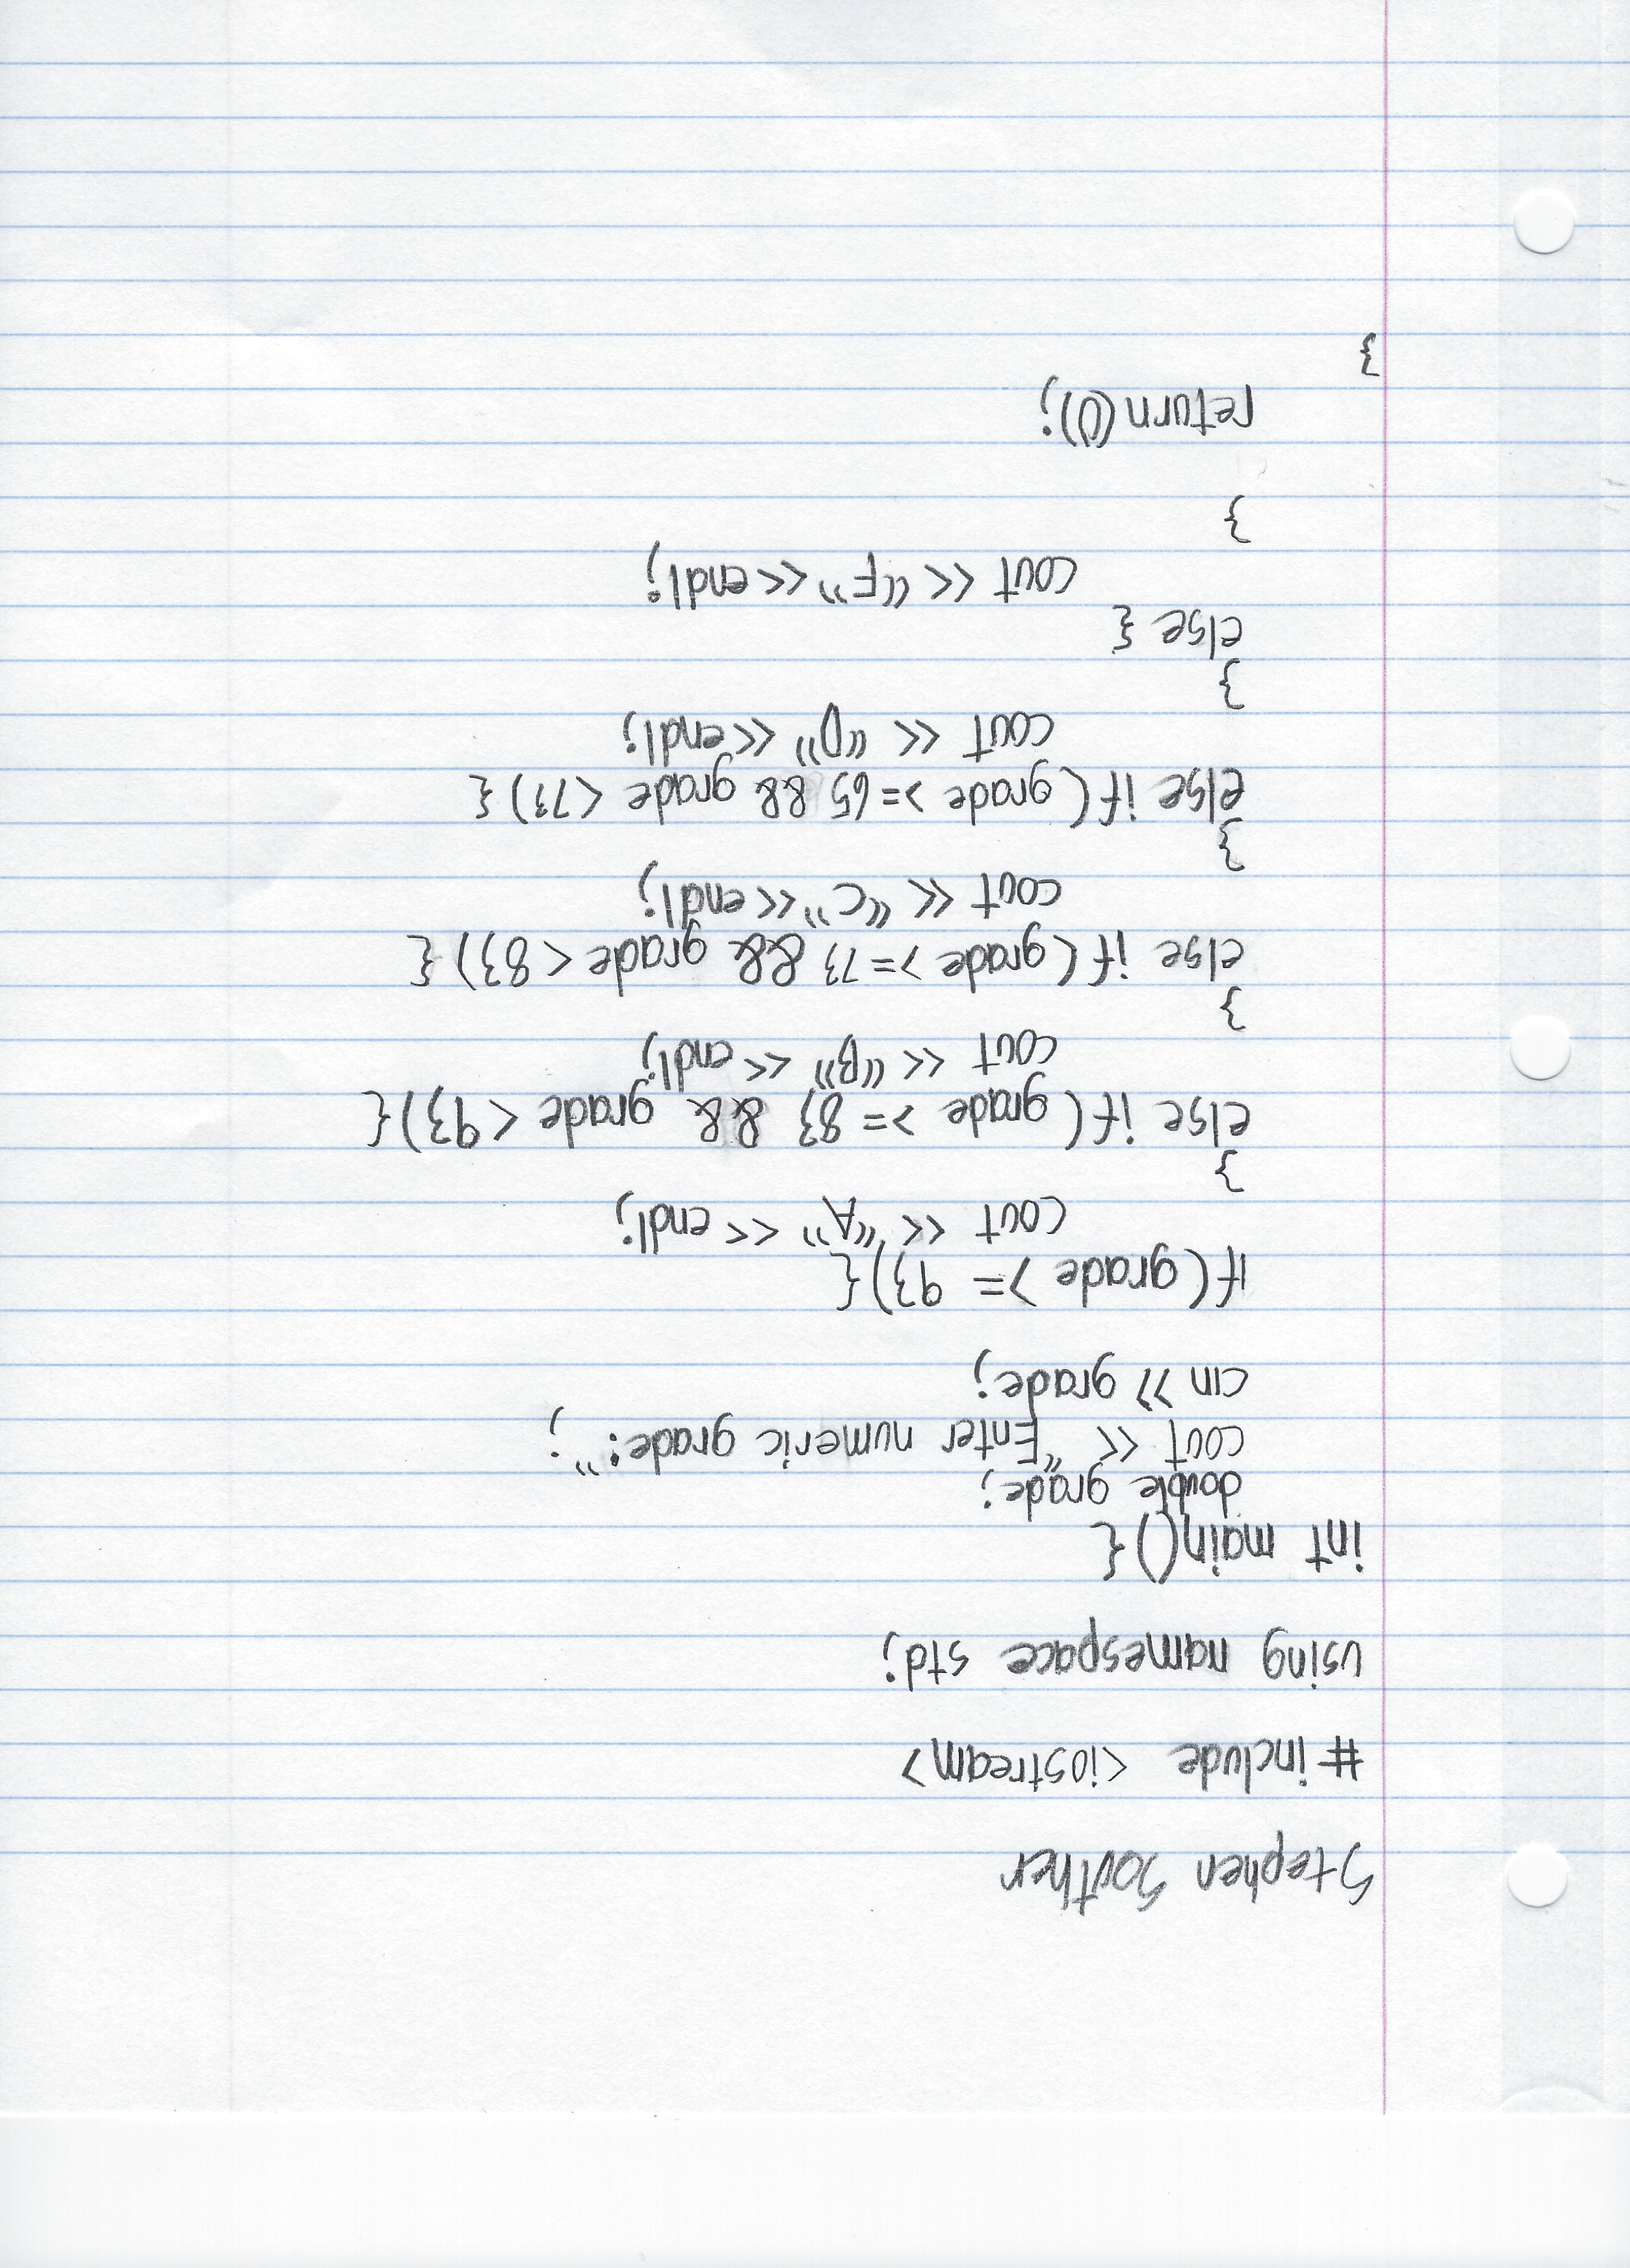 Stephen Souther
#include <iostream>
using namespace std;
int main(){
double grade;
cout << "Enter numeric grade:";
cin >> grade;
if(grade >= 93){
cout << "A" << endl;
}
else if(grade >= 83 && grade < 93){
cout << "B" << endl;
}
else if(grade >= 73 && grade < 83) {
cout << "C" << endl;
}
else if(grade >= 65 && grade < 73) {
cout << "D" << endl;
}
else {
cout << "F" << endl;
}
return(0);
}